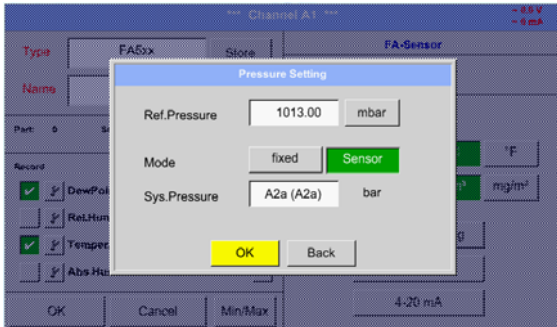 *** Channel A1 ***
~ 0.0 V
~ 0 mA
Type
FA5xx
Store
FA-Sensor
Name
Pressure Setting
Ref.Pressure
1013.00
mbar
Mode
fixed
Sensor
Sys.Pressure
A2a (A2a)
bar
OK
Back
Part: 0
Record
DewPoi
Rel.Hum
Temper.
Abs.Hu
°F
mg/m³
OK
Cancel
Min/Max
4-20 mA